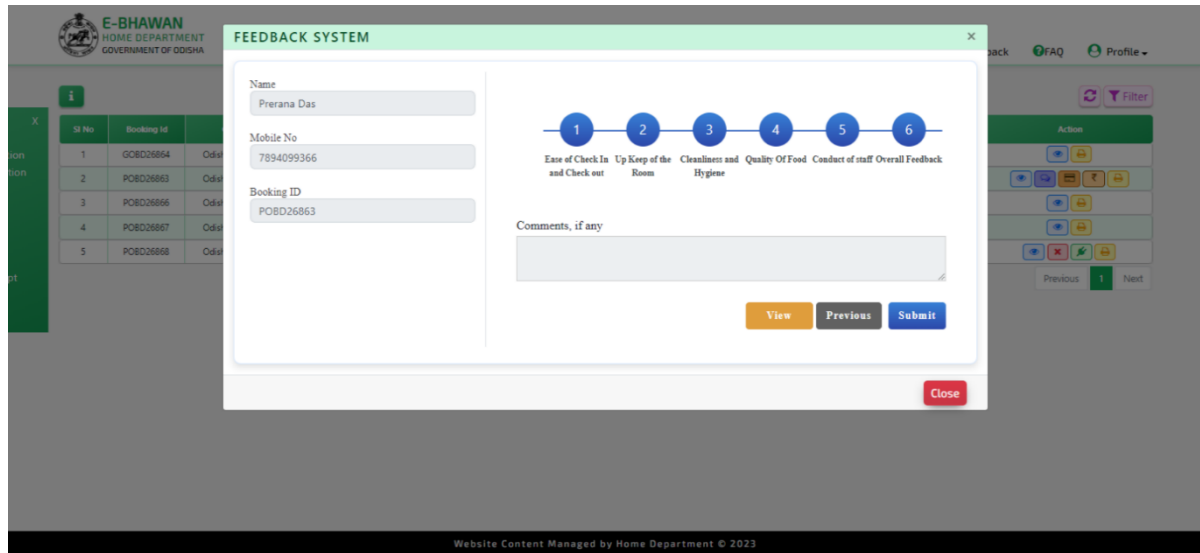 E-BHAWAN
HOME DEPARTMENT
GOVERNMENT OF ODISHA
FEEDBACK SYSTEM
×
back
FAQ
Profile
i
Filter
X
Sl No
Booking Id
Action
1
GOBD26864
2
POBD26863
3
POBD26866
4
POBD26867
5
POBD26868
Previous
1
Next
Name
Prerana Das
Mobile No
7894099366
Booking ID
POBD26863
1 2 3 4 5 6
Ease of Check In Up Keep of the Cleanliness and Quality Of Food Conduct of staff Overall Feedback
and Check out Room Hygiene
Comments, if any
View Previous Submit
Close
Website Content Managed by Home Department © 2023